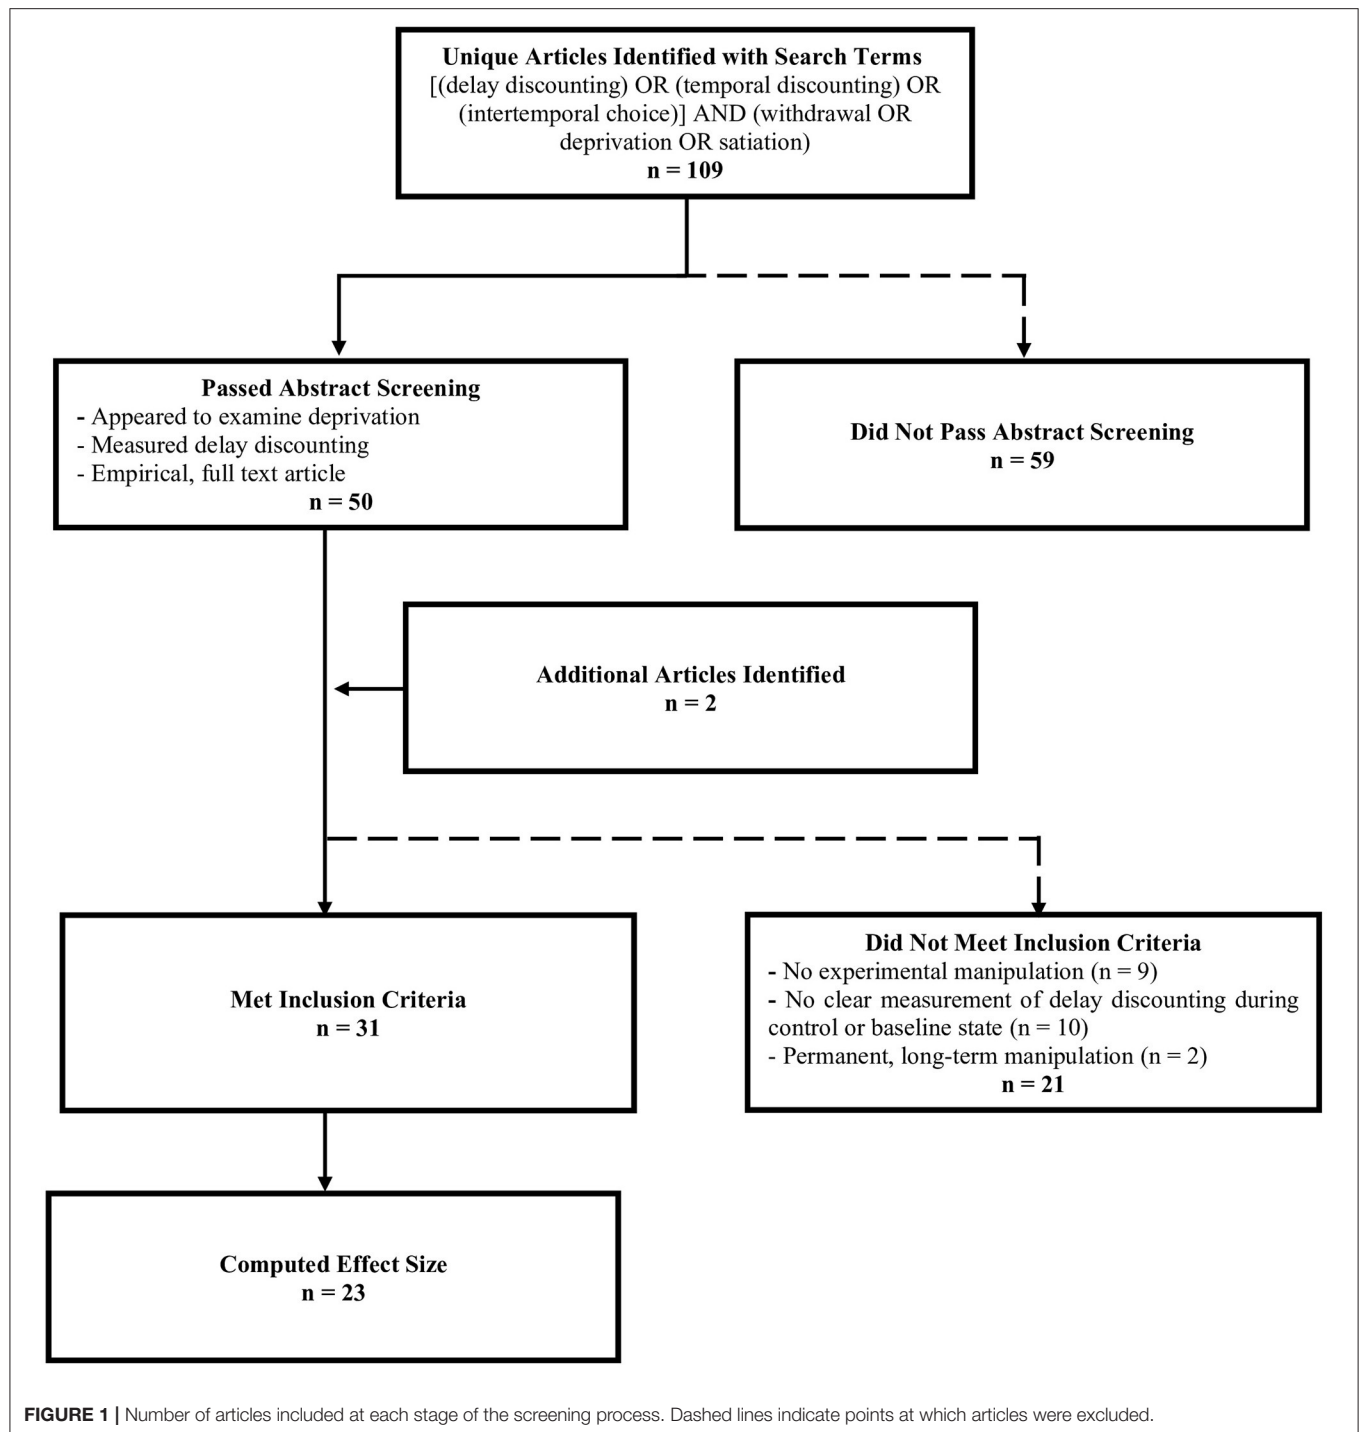 Unique Articles Identified with Search Terms
[(delay discounting) OR (temporal discounting) OR
(intertemporal choice)] AND (withdrawal OR
deprivation OR satiation)
n = 109
Passed Abstract Screening
- Appeared to examine deprivation
- Measured delay discounting
- Empirical, full text article
n = 50
Did Not Pass Abstract Screening
n = 59
Additional Articles Identified
n = 2
Met Inclusion Criteria
n = 31
Did Not Meet Inclusion Criteria
- No experimental manipulation (n = 9)
- No clear measurement of delay discounting during
control or baseline state (n = 10)
- Permanent, long-term manipulation (n = 2)
n = 21
Computed Effect Size
n = 23
FIGURE 1 | Number of articles included at each stage of the screening process. Dashed lines indicate points at which articles were excluded.